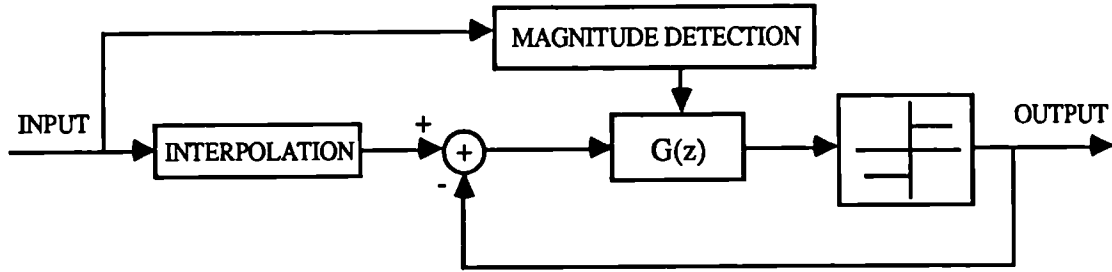 MAGNITUDE DETECTION
INPUT
INTERPOLATION
+
+
-
G(z)
OUTPUT